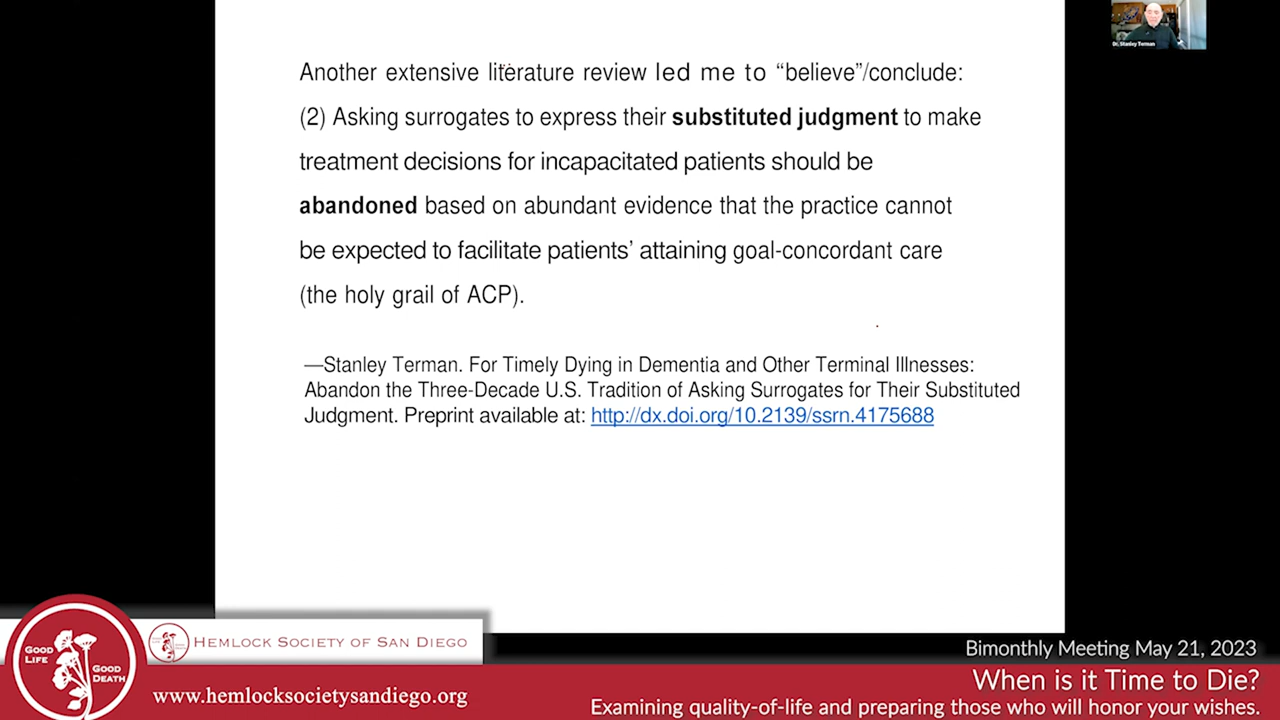 Dr. Stanley Terman
Another extensive literature review led me to “believe”/conclude:
(2) Asking surrogates to express their substituted judgment to make
treatment decisions for incapacitated patients should be
abandoned based on abundant evidence that the practice cannot
be expected to facilitate patients’ attaining goal-concordant care
(the holy grail of ACP).
—Stanley Terman. For Timely Dying in Dementia and Other Terminal Illnesses:
Abandon the Three-Decade U.S. Tradition of Asking Surrogates for Their Substituted
Judgment. Preprint available at: http://dx.doi.org/10.2139/ssrn.4175688
GOOD
LIFE
GOOD
DEATH
HEMLOCK SOCIETY OF SAN DIEGO
www.hemlocksocietysandiego.org
Bimonthly Meeting May 21, 2023
When is it Time to Die?
Examining quality-of-life and preparing those who will honor your wishes.